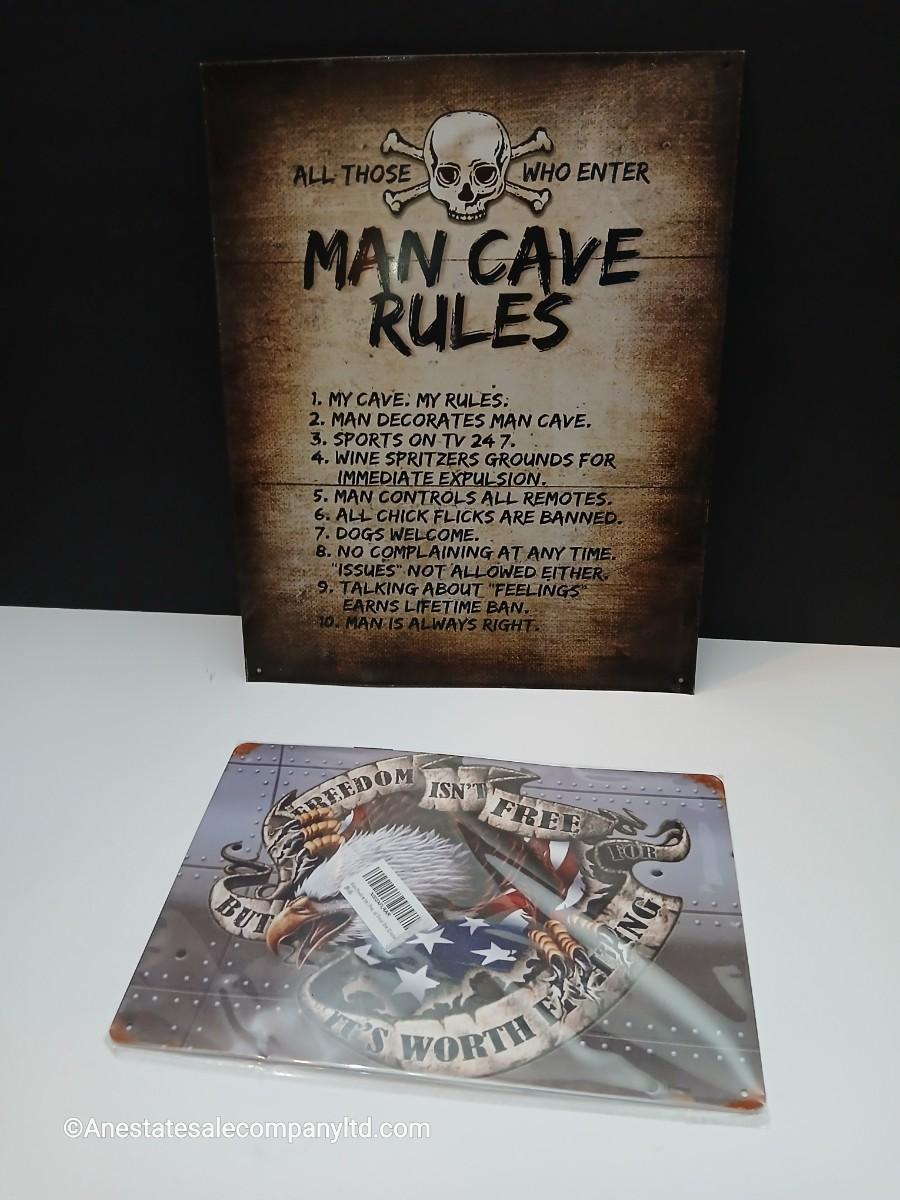 ALL THOSE WHO ENTER
MAN CAVE
RULES
1. MY CAVE. MY RULES.
2. MAN DECORATES MAN CAVE.
3. SPORTS ON TV 24 7.
4. WINE SPRITZERS GROUNDS FOR
IMMEDIATE EXPULSION.
5. MAN CONTROLS ALL REMOTES.
6. ALL CHICK FLICKS ARE BANNED.
7. DOGS WELCOME.
8. NO COMPLAINING AT ANY TIME.
"ISSUES" NOT ALLOWED EITHER.
9. TALKING ABOUT "FEELINGS"
EARNS LIFETIME BAN.
10. MAN IS ALWAYS RIGHT.
FREEDOM ISN'T FREE
BUT
IT'S WORTH
FOR
©Anestatesalecompanyltd.com